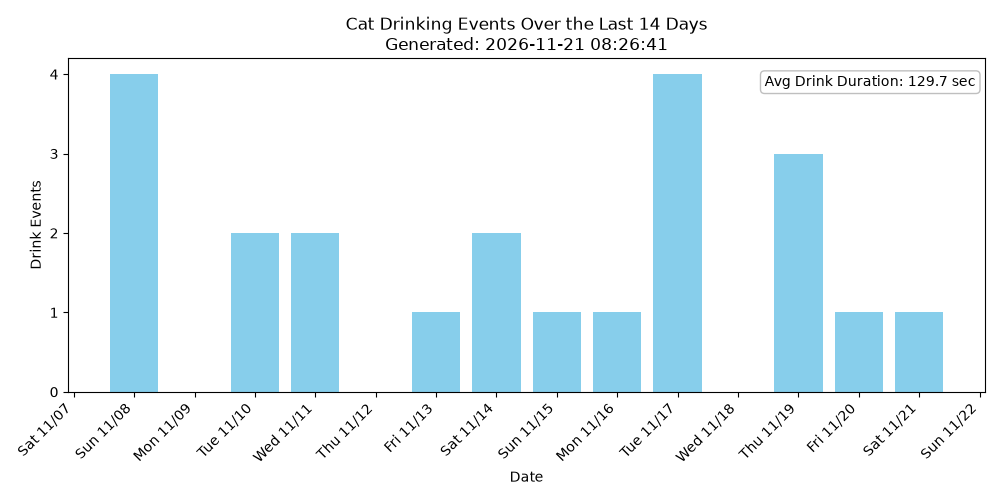 Cat Drinking Events Over the Last 14 Days
Generated: 2026-11-21 08:26:41
Avg Drink Duration: 129.7 sec
Drink Events
4
3
2
1
0
Sat 11/07
Sun 11/08
Mon 11/09
Tue 11/10
Wed 11/11
Thu 11/12
Fri 11/13
Sat 11/14
Sun 11/15
Mon 11/16
Tue 11/17
Wed 11/18
Thu 11/19
Fri 11/20
Sat 11/21
Sun 11/22
Date